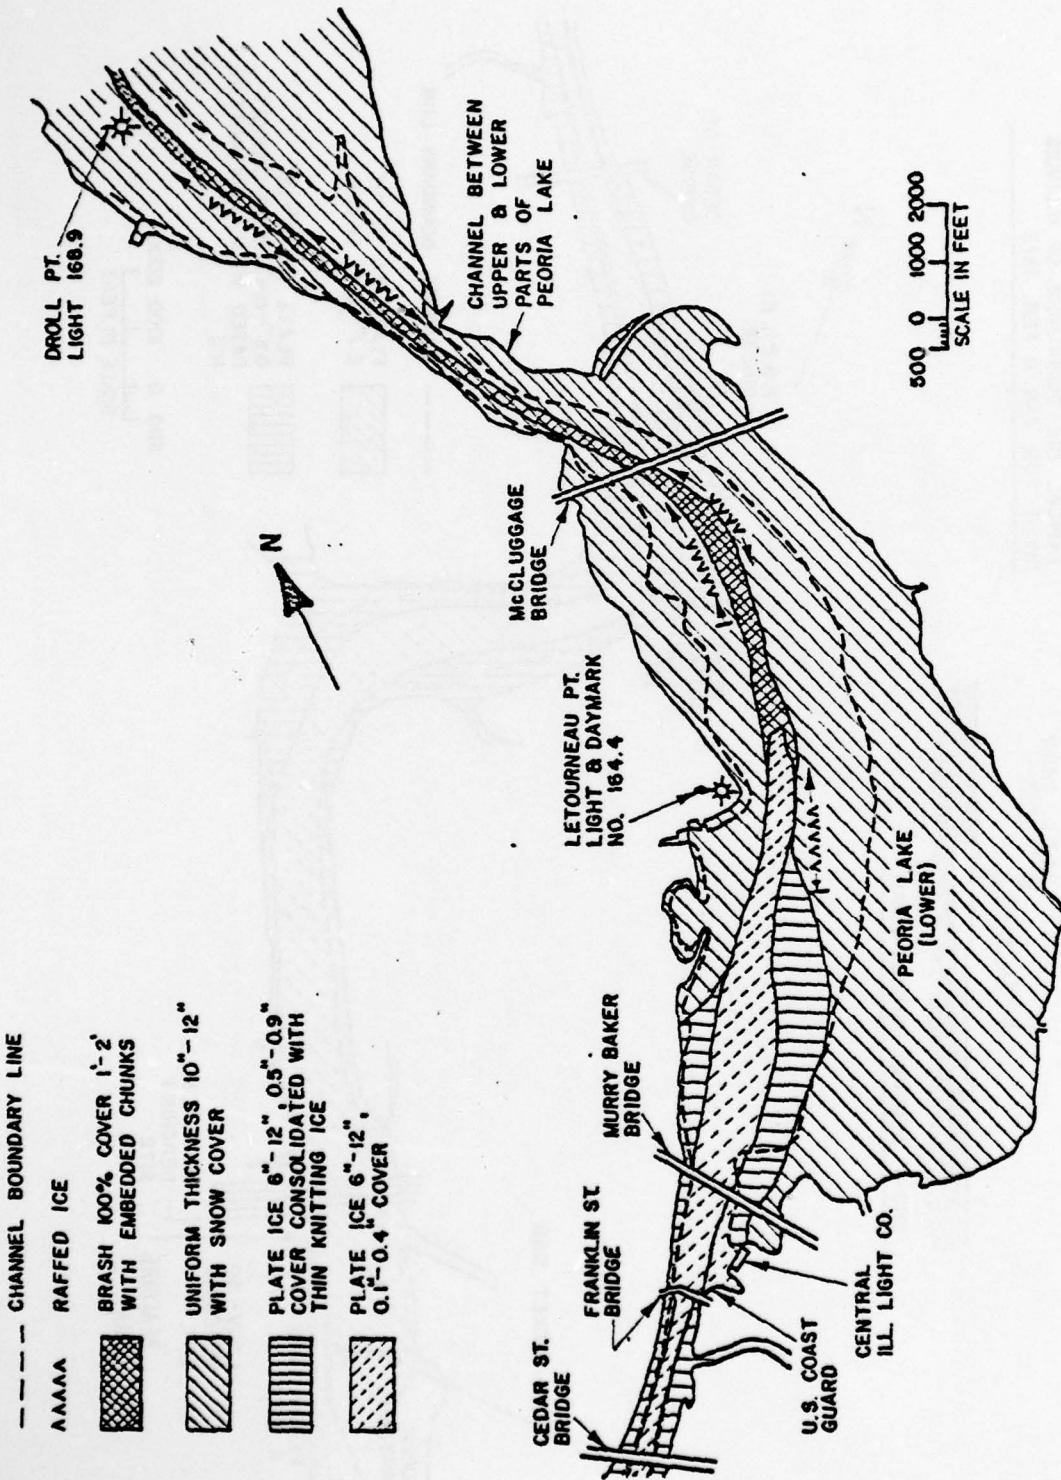 CHANNEL BOUNDARY LINE
RAFFED ICE
BRASH 100% COVER 1'-2'
WITH EMBEDDED CHUNKS
UNIFORM THICKNESS 10"-12"
WITH SNOW COVER
PLATE ICE 6"-12", 0.5"-0.9"
COVER CONSOLIDATED WITH
THIN KNITTING ICE
PLATE ICE 6"-12",
0.1"-0.4" COVER
CEDAR ST.
BRIDGE
FRANKLIN ST.
BRIDGE
MURRY BAKER
BRIDGE
U.S. COAST
GUARD
CENTRAL
ILL. LIGHT CO.
LETOURNEAU PT.
LIGHT & DAYMARK
NO. 164.4
PEORIA LAKE
(LOWER)
McCLUGGAGE
BRIDGE
N
DROLL PT.
LIGHT 168.9
CHANNEL BETWEEN
UPPER & LOWER
PARTS OF
PEORIA LAKE
500 0 1000 2000
SCALE IN FEET